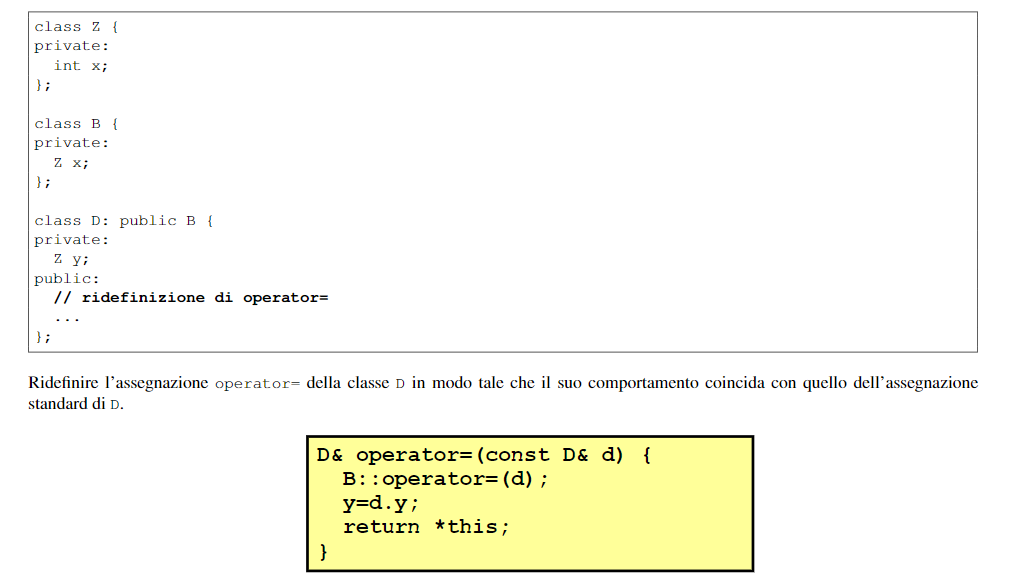 class Z {
private:
  int x;
};
class B {
private:
  Z x;
};
class D: public B {
private:
  Z y;
public:
  // ridefinizione di operator=
  ...
};
Ridefinire l'assegnazione operator= della classe D in modo tale che il suo comportamento coincida con quello dell'assegnazione
standard di D.
D& operator=(const D& d) {
  B::operator=(d);
  y=d.y;
  return *this;
}